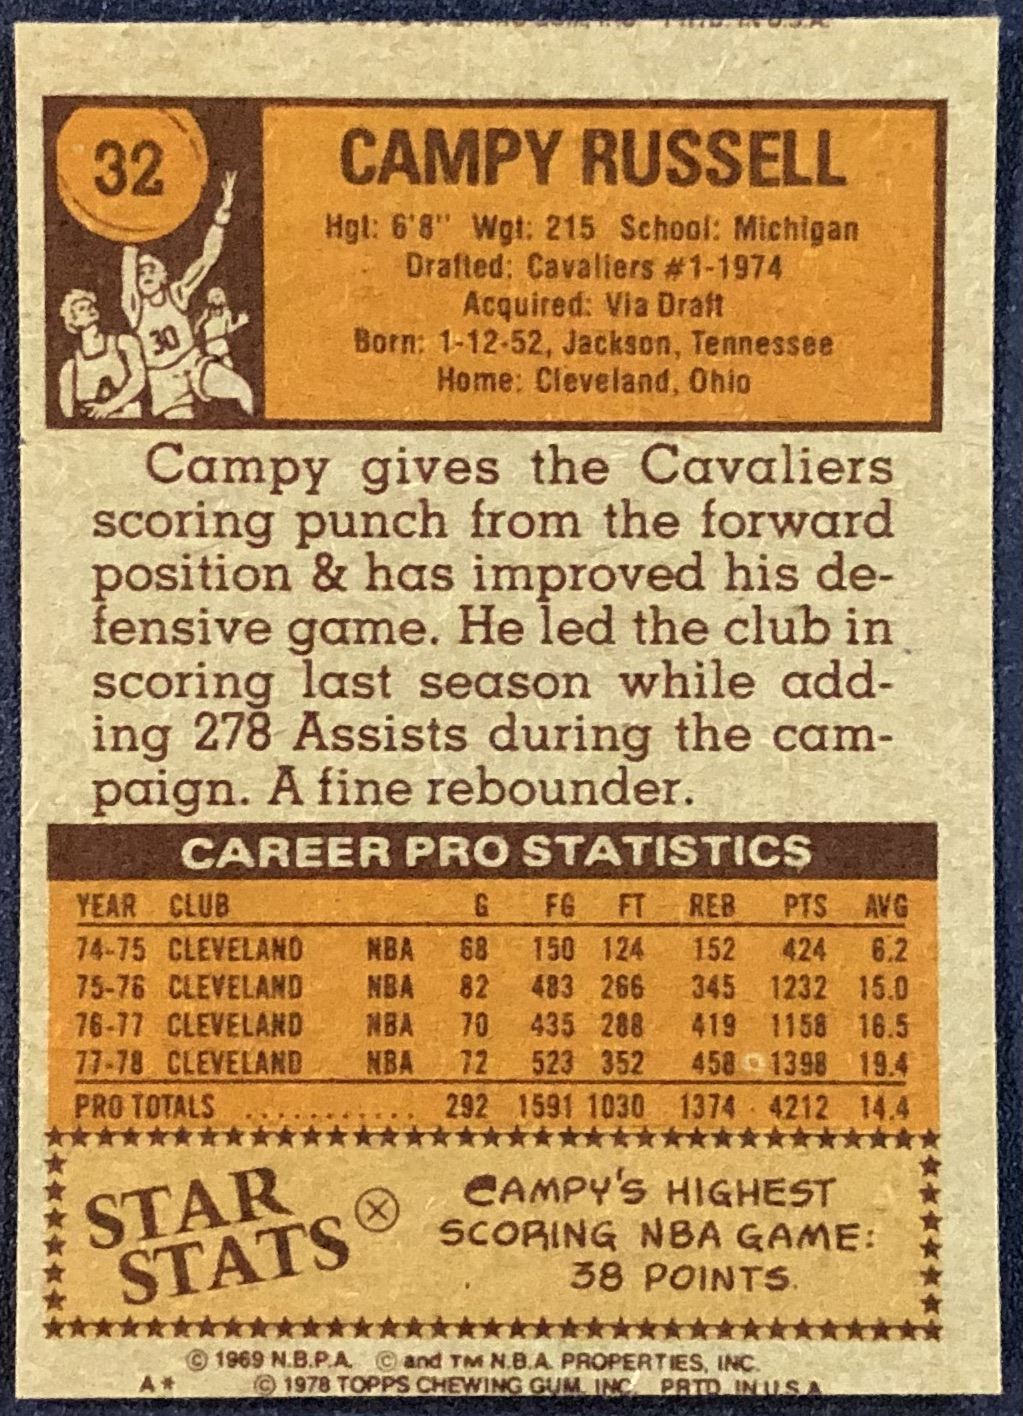 PRTD. IN U.S.A.
32
CAMPY RUSSELL
Hgt: 6'8" Wgt: 215 School: Michigan
Drafted: Cavaliers #1-1974
Acquired: Via Draft
Born: 1-12-52, Jackson, Tennessee
Home: Cleveland, Ohio
30
Campy gives the Cavaliers
scoring punch from the forward
position & has improved his de-
fensive game. He led the club in
scoring last season while add-
ing 278 Assists during the cam-
paign. A fine rebounder.
CAREER PRO STATISTICS
YEAR CLUB G FG FT REB PTS AVG
74-75 CLEVELAND NBA 68 150 124 152 424 6.2
75-76 CLEVELAND NBA 82 483 266 345 1232 15.0
76-77 CLEVELAND NBA 70 435 288 419 1158 16.5
77-78 CLEVELAND NBA 72 523 352 458 1398 19.4
PRO TOTALS ........... 292 1591 1030 1374 4212 14.4
STAR STATS
CAMPY'S HIGHEST
SCORING NBA GAME:
38 POINTS.
© 1969 N.B.P.A. © and TM N.B.A. PROPERTIES, INC.
A* © 1978 TOPPS CHEWING GUM, INC. PRTD. IN U.S.A.